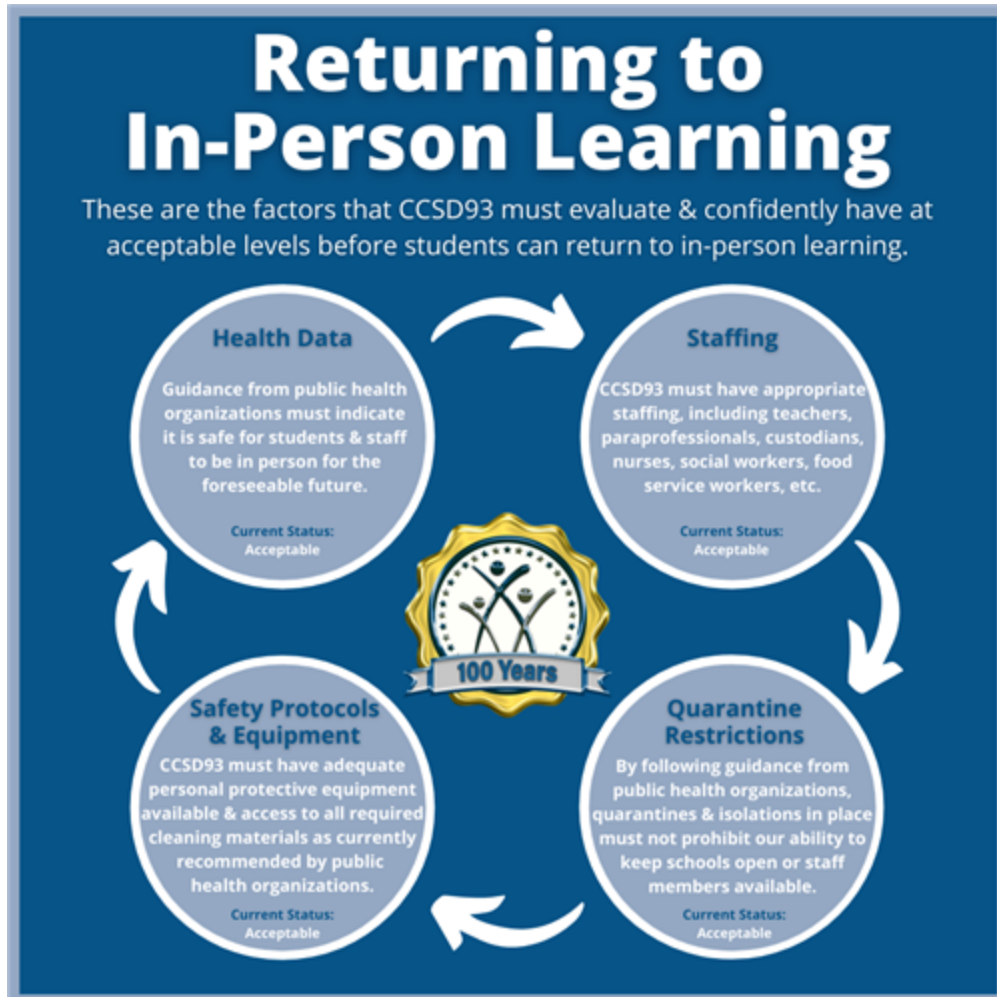 Returning to
In-Person Learning
These are the factors that CCSD93 must evaluate & confidently have at
acceptable levels before students can return to in-person learning.
Health Data
Guidance from public health
organizations must indicate
it is safe for students & staff
to be in person for the
foreseeable future.
Current Status:
Acceptable
Staffing
CCSD93 must have appropriate
staffing, including teachers,
paraprofessionals, custodians,
nurses, social workers, food
service workers, etc.
Current Status:
Acceptable
100 Years
Safety Protocols
& Equipment
CCSD93 must have adequate
personal protective equipment
available & access to all required
cleaning materials as currently
recommended by public
health organizations.
Current Status:
Acceptable
Quarantine
Restrictions
By following guidance from
public health organizations,
quarantines & isolations in place
must not prohibit our ability to
keep schools open or staff
members available.
Current Status:
Acceptable